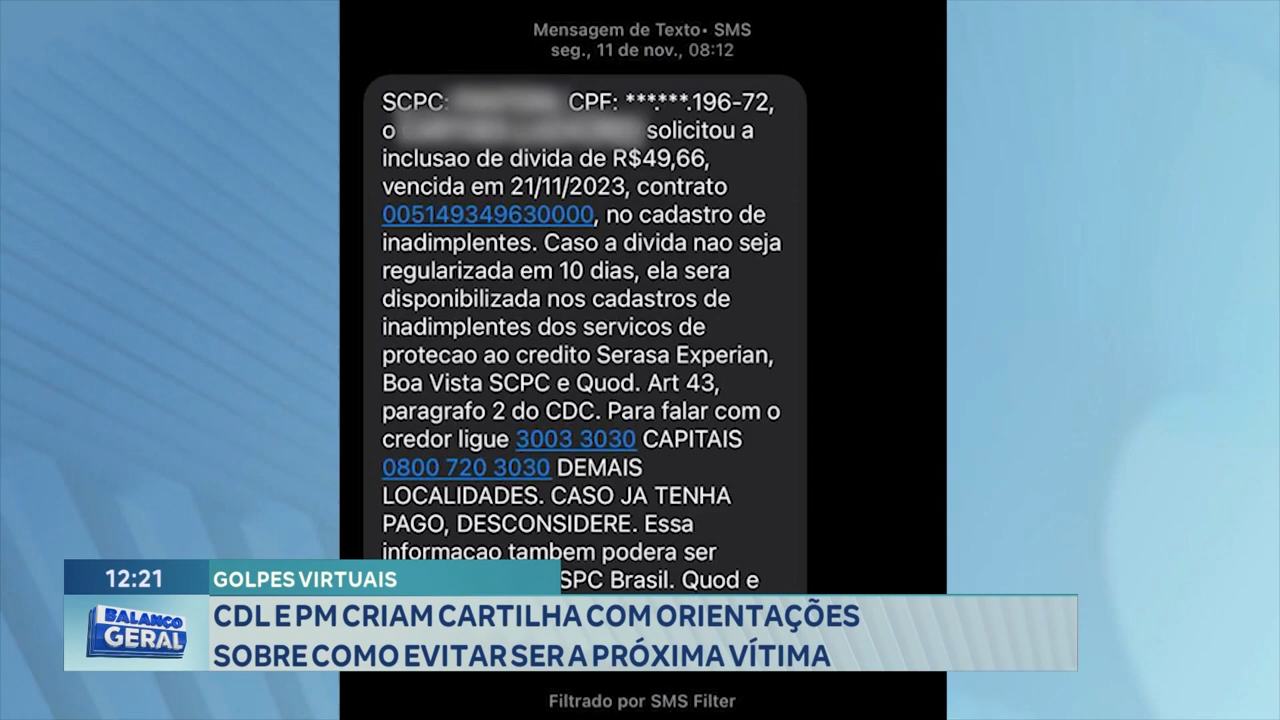 Mensagem de Texto• SMS
seg., 11 de nov., 08:12
SCPC: CPF: ***.***.196-72,
o solicitou a
inclusao de divida de R$49,66,
vencida em 21/11/2023, contrato
005149349630000, no cadastro de
inadimplentes. Caso a divida nao seja
regularizada em 10 dias, ela sera
disponibilizada nos cadastros de
inadimplentes dos servicos de
protecao ao credito Serasa Experian,
Boa Vista SCPC e Quod. Art 43,
paragrafo 2 do CDC. Para falar com o
credor ligue 3003 3030 CAPITAIS
0800 720 3030 DEMAIS
LOCALIDADES. CASO JA TENHA
PAGO, DESCONSIDERE. Essa
informacao tambem podera ser
SPC Brasil. Quod e
12:21
GOLPES VIRTUAIS
BALANÇO
GERAL
CDL E PM CRIAM CARTILHA COM ORIENTAÇÕES
SOBRE COMO EVITAR SER A PRÓXIMA VÍTIMA
Filtrado por SMS Filter